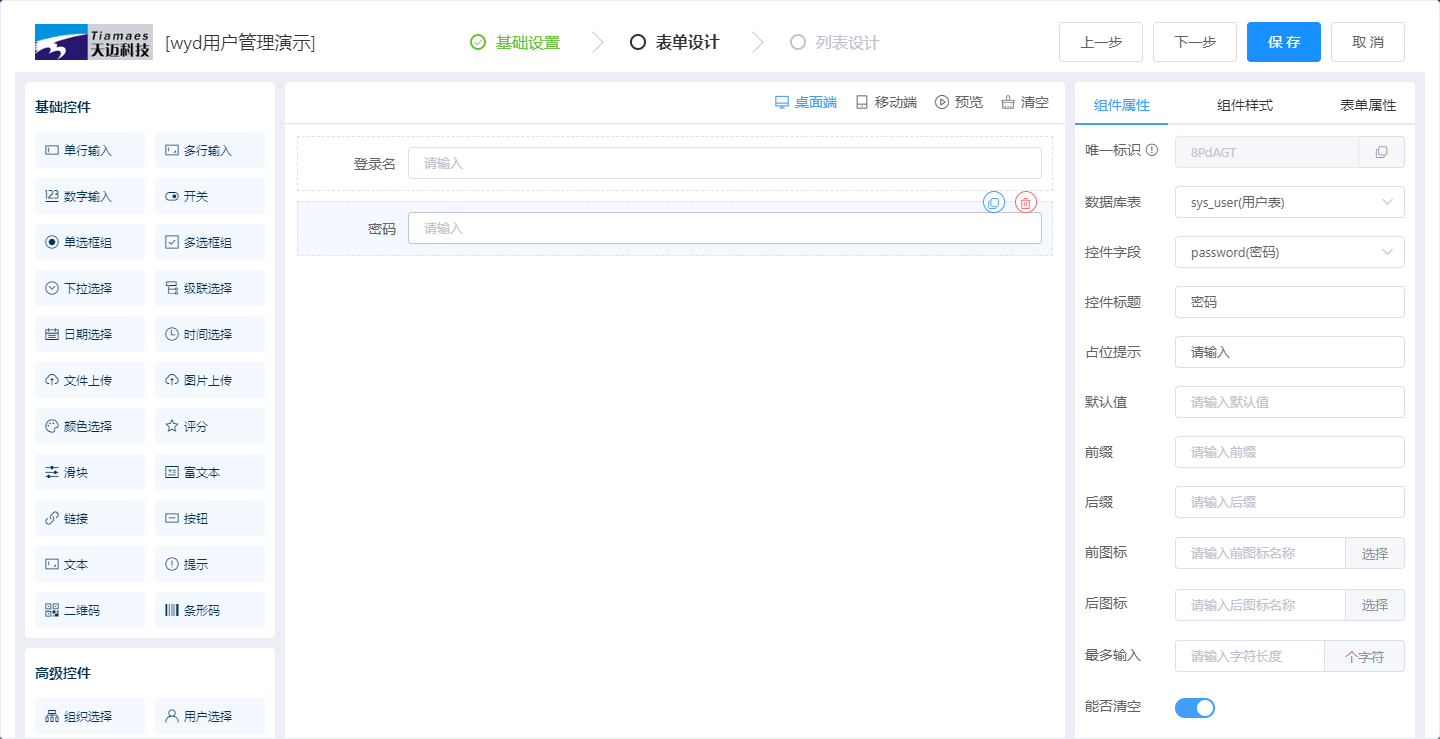 Tiamaes
天迈科技
[wyd用户管理演示]
基础设置
表单设计
列表设计
上一步
下一步
保 存
取 消
基础控件
单行输入
多行输入
123 数字输入
开关
单选框组
多选框组
下拉选择
级联选择
日期选择
时间选择
文件上传
图片上传
颜色选择
评分
滑块
富文本
链接
按钮
文本
提示
二维码
条形码
高级控件
组织选择
用户选择
桌面端
移动端
预览
清空
登录名
请输入
密码
请输入
组件属性
组件样式
表单属性
唯一标识
8PdAGT
数据库表
sys_user(用户表)
控件字段
password(密码)
控件标题
密码
占位提示
请输入
默认值
请输入默认值
前缀
请输入前缀
后缀
请输入后缀
前图标
请输入前图标名称
选择
后图标
请输入后图标名称
选择
最多输入
请输入字符长度
个字符
能否清空